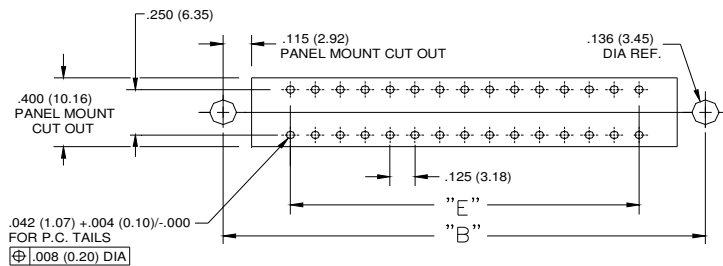 .250 (6.35)
.115 (2.92)
PANEL MOUNT CUT OUT
.136 (3.45)
DIA REF.
.400 (10.16)
PANEL MOUNT
CUT OUT
.125 (3.18)
"E"
"B"
.042 (1.07) +.004 (0.10)/-.000
FOR P.C. TAILS
⌖ .008 (0.20) DIA